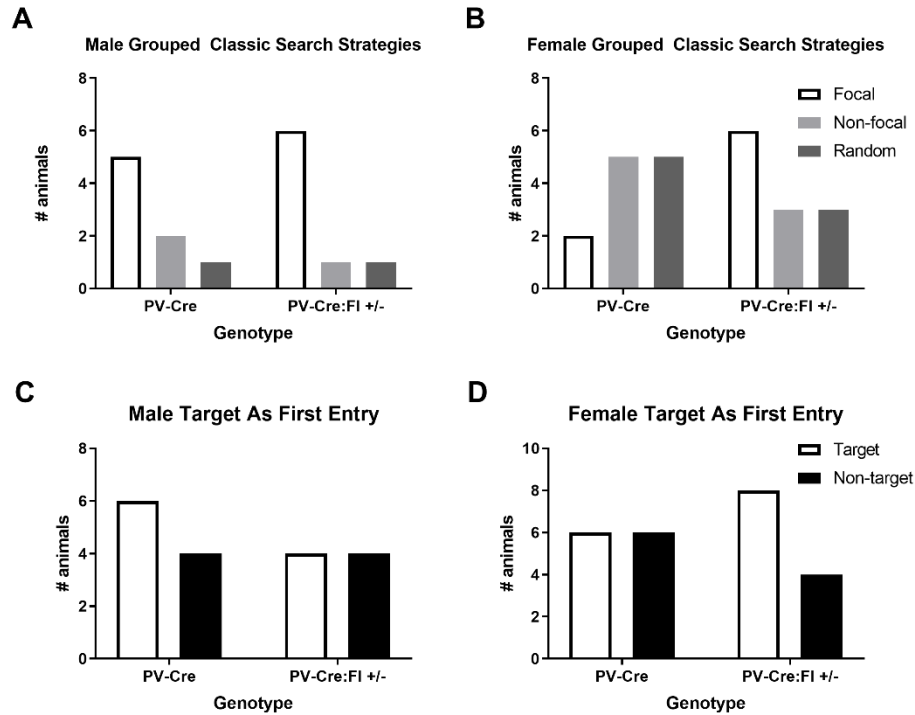 A
Male Grouped Classic Search Strategies
8
6
4
2
0
# animals
PV-Cre
PV-Cre:Fl +/-
Genotype
B
Female Grouped Classic Search Strategies
8
6
4
2
0
# animals
Focal
Non-focal
Random
PV-Cre
PV-Cre:Fl +/-
Genotype
C
Male Target As First Entry
8
6
4
2
0
# animals
PV-Cre
PV-Cre:Fl +/-
Genotype
D
Female Target As First Entry
10
8
6
4
2
0
# animals
Target
Non-target
PV-Cre
PV-Cre:Fl +/-
Genotype